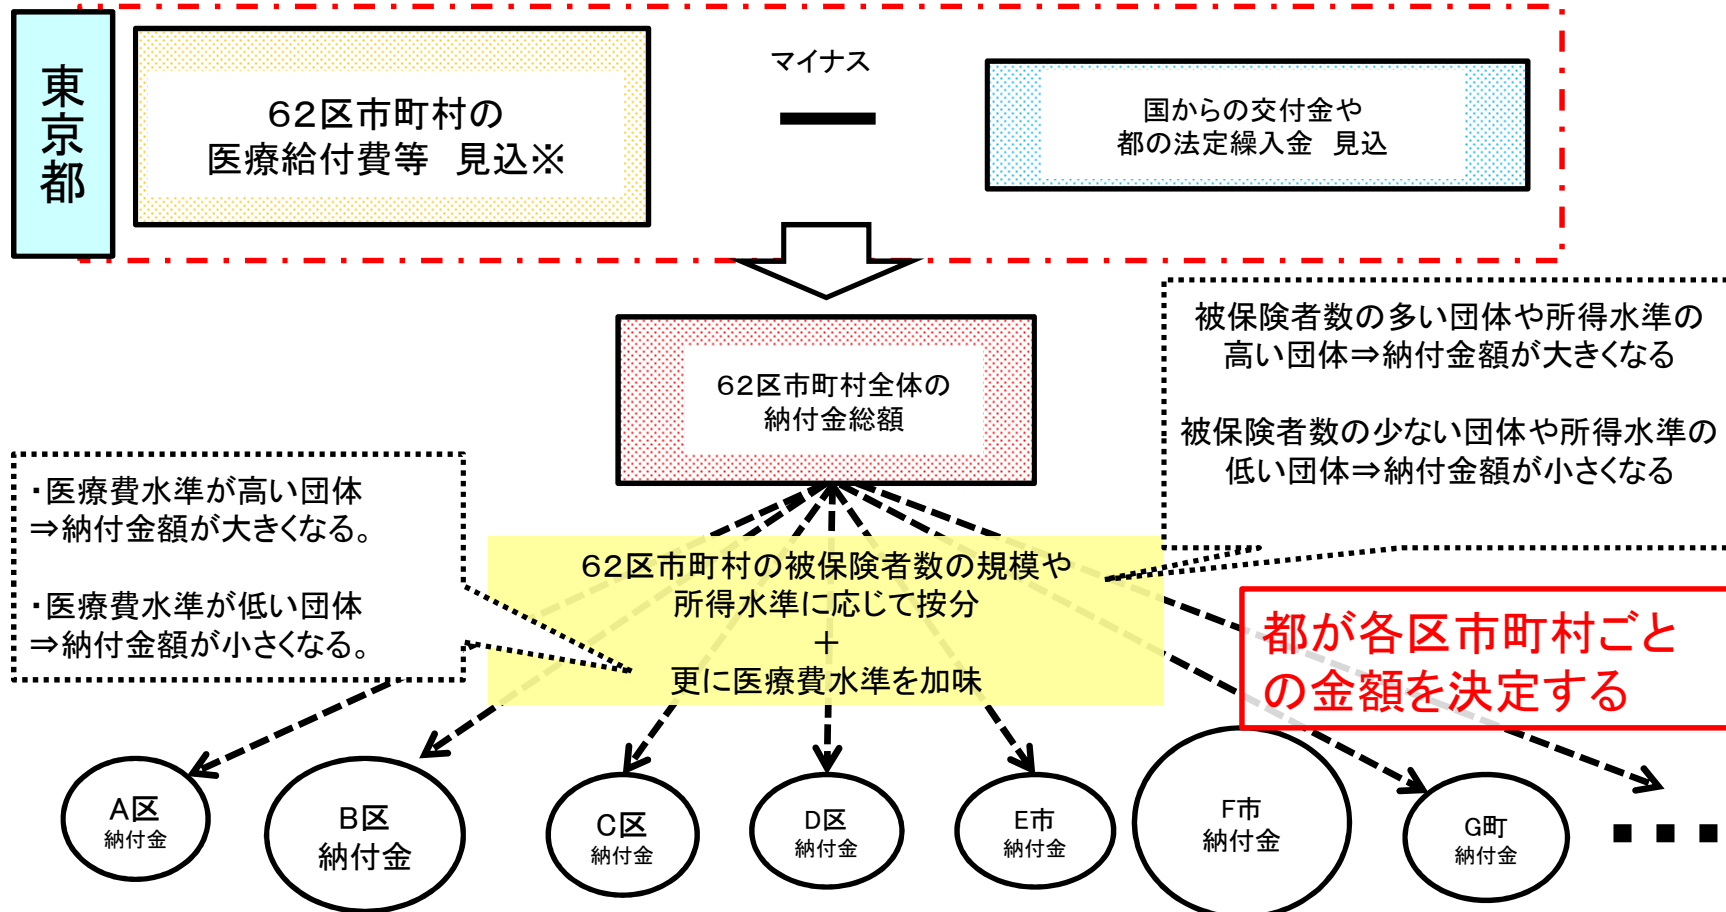 東京都
62区市町村の
医療給付費等 見込※
マイナス
国からの交付金や
都の法定繰入金 見込
62区市町村全体の
納付金総額
被保険者数の多い団体や所得水準の
高い団体⇒納付金額が大きくなる
被保険者数の少ない団体や所得水準の
低い団体⇒納付金額が小さくなる
・医療費水準が高い団体
⇒納付金額が大きくなる。
・医療費水準が低い団体
⇒納付金額が小さくなる。
62区市町村の被保険者数の規模や
所得水準に応じて按分
+
更に医療費水準を加味
都が各区市町村ごと
の金額を決定する
A区
納付金
B区
納付金
C区
納付金
D区
納付金
E市
納付金
F市
納付金
G町
納付金